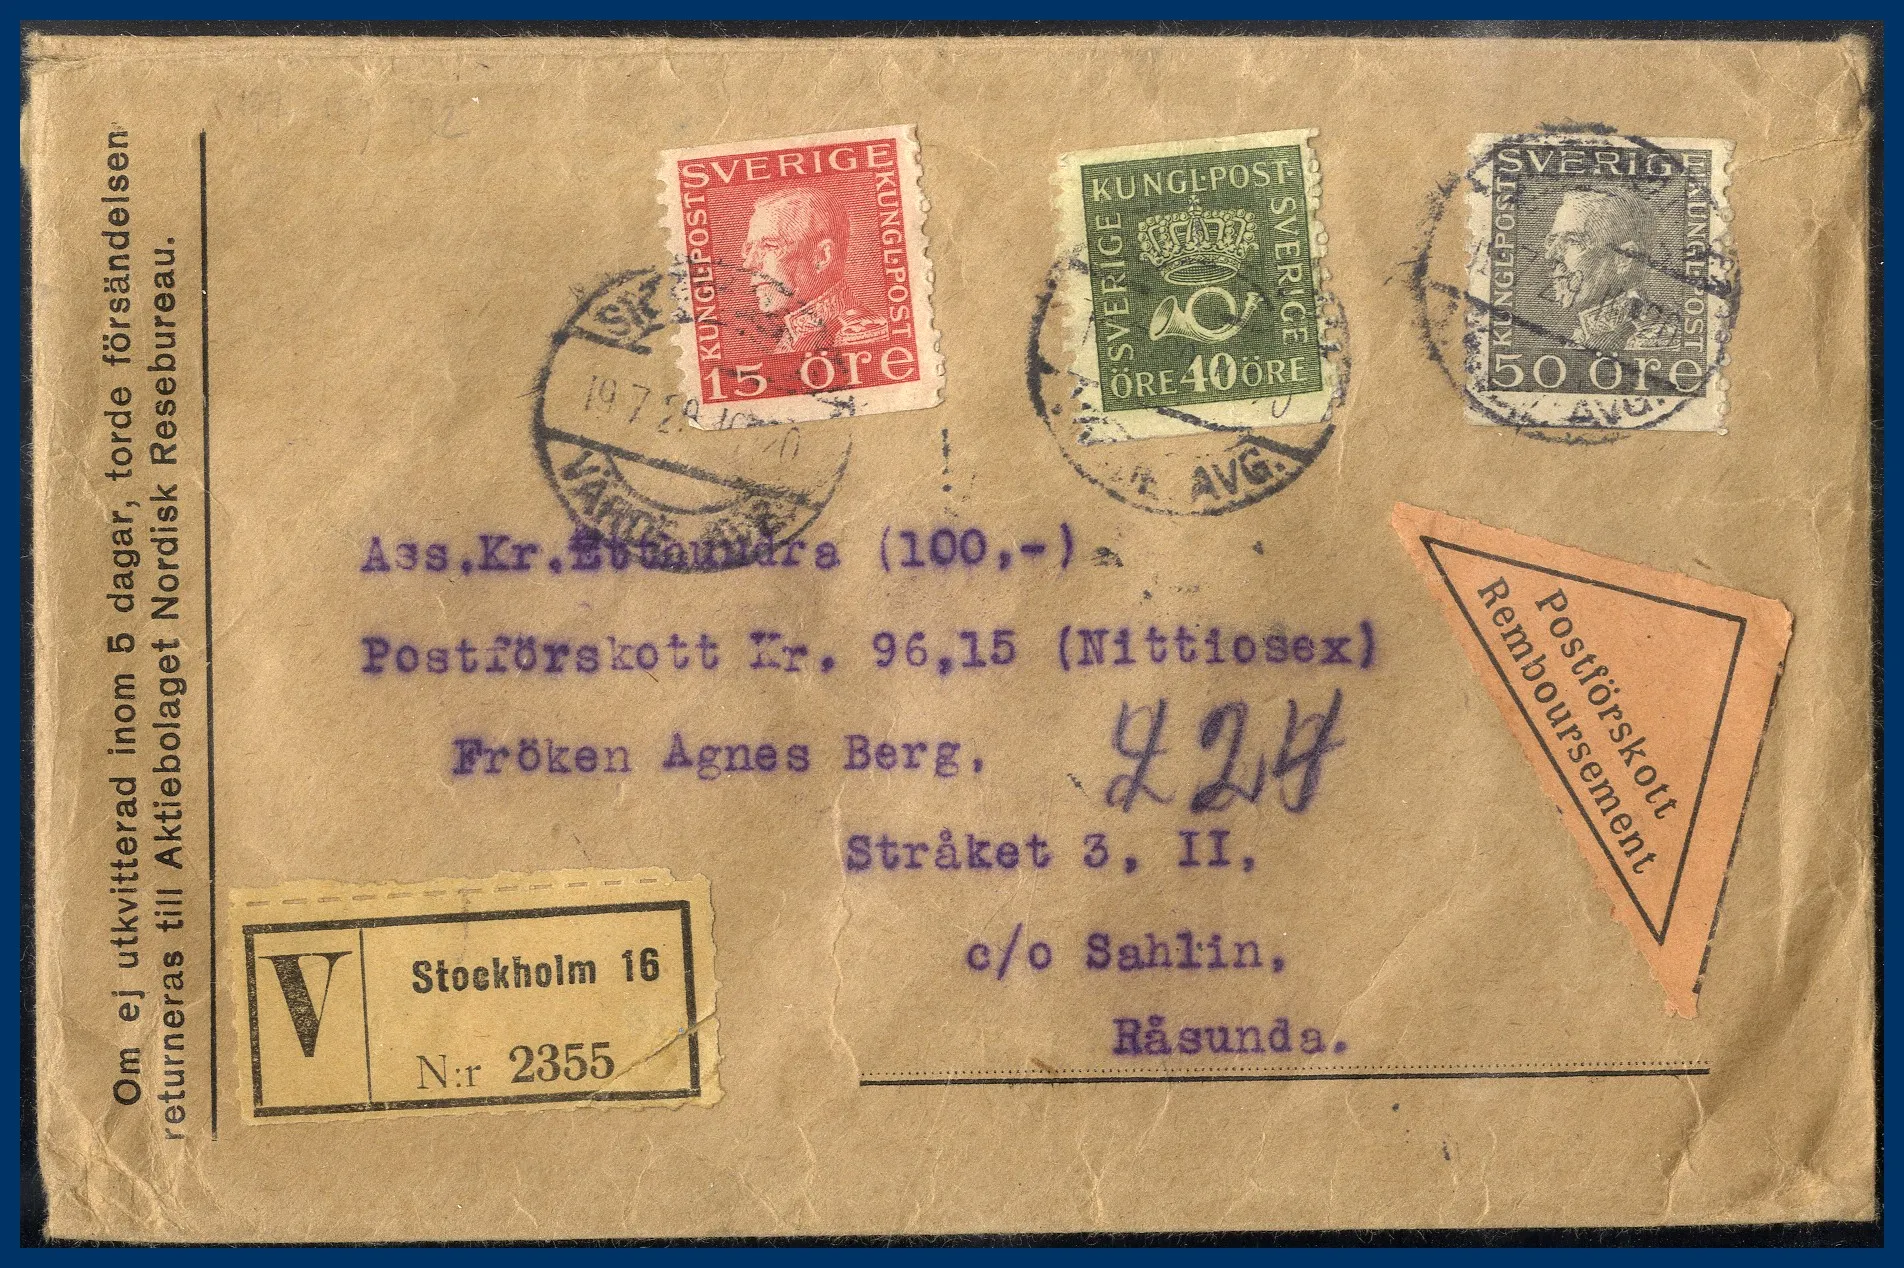 Om ej utkvitterad inom 5 dagar, torde försändelsen
returneras till Aktiebolaget Nordisk Resebureau.
SVERIGE
KUNGL·POST
KUNGL·POST
15 öre
KUNGL·POST·
SVERIGE
SVERIGE
ÖRE 40 ÖRE
SVERIGE
KUNGL·POST
KUNGL·POST
50 öre
19.7.29
AVG.
AVG.
Ass.Kr.Etthundra (100,-)
Postförskott Kr. 96,15 (Nittiosex)
Fröken Agnes Berg,
224
Stråket 3, II,
c/o Sahlin,
Råsunda.
Postförskott
Remboursement
V
Stockholm 16
N:r 2355